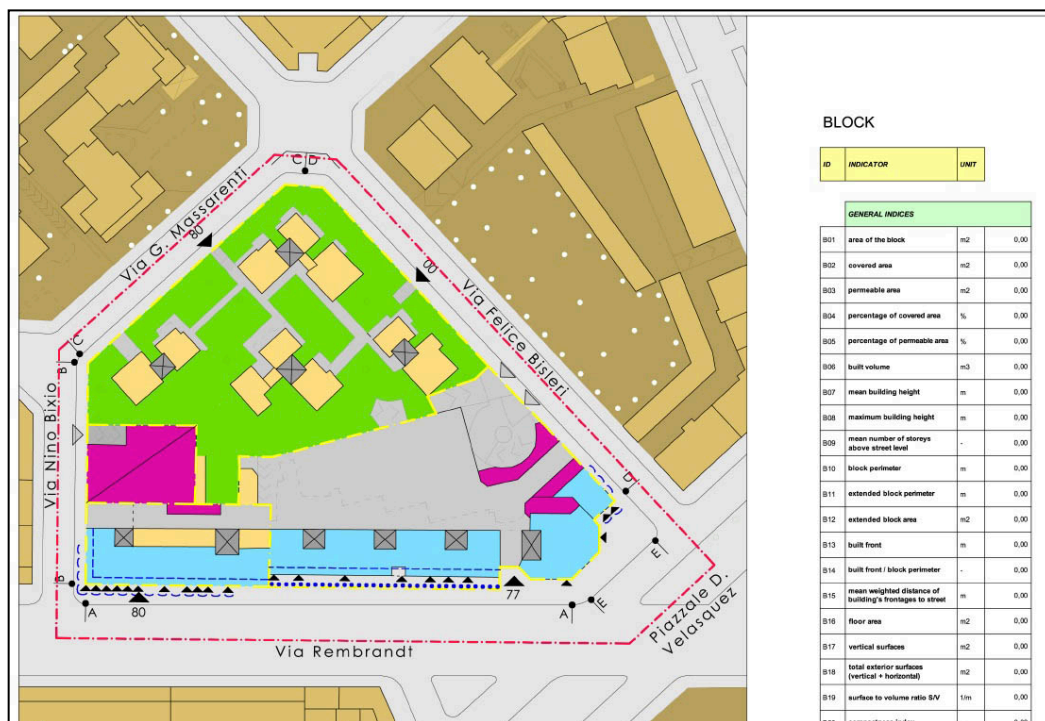 Via G. Massarenti
80
C D
00
Via Felice Bisleri
C
B
Via Nino Bixio
D
E
B
A
80
77
A
E
Piazzale D.
Velasquez
Via Rembrandt
BLOCK
ID INDICATOR UNIT
GENERAL INDICES
B01 area of the block m2 0,00
B02 covered area m2 0,00
B03 permeable area m2 0,00
B04 percentage of covered area % 0,00
B05 percentage of permeable area % 0,00
B06 built volume m3 0,00
B07 mean building height m 0,00
B08 maximum building height m 0,00
B09 mean number of storeys
above street level - 0,00
B10 block perimeter m 0,00
B11 extended block perimeter m 0,00
B12 extended block area m2 0,00
B13 built front m 0,00
B14 built front / block perimeter - 0,00
B15 mean weighted distance of
building's frontages to street m 0,00
B16 floor area m2 0,00
B17 vertical surfaces m2 0,00
B18 total exterior surfaces
(vertical + horizontal) m2 0,00
B19 surface to volume ratio S/V 1/m 0,00